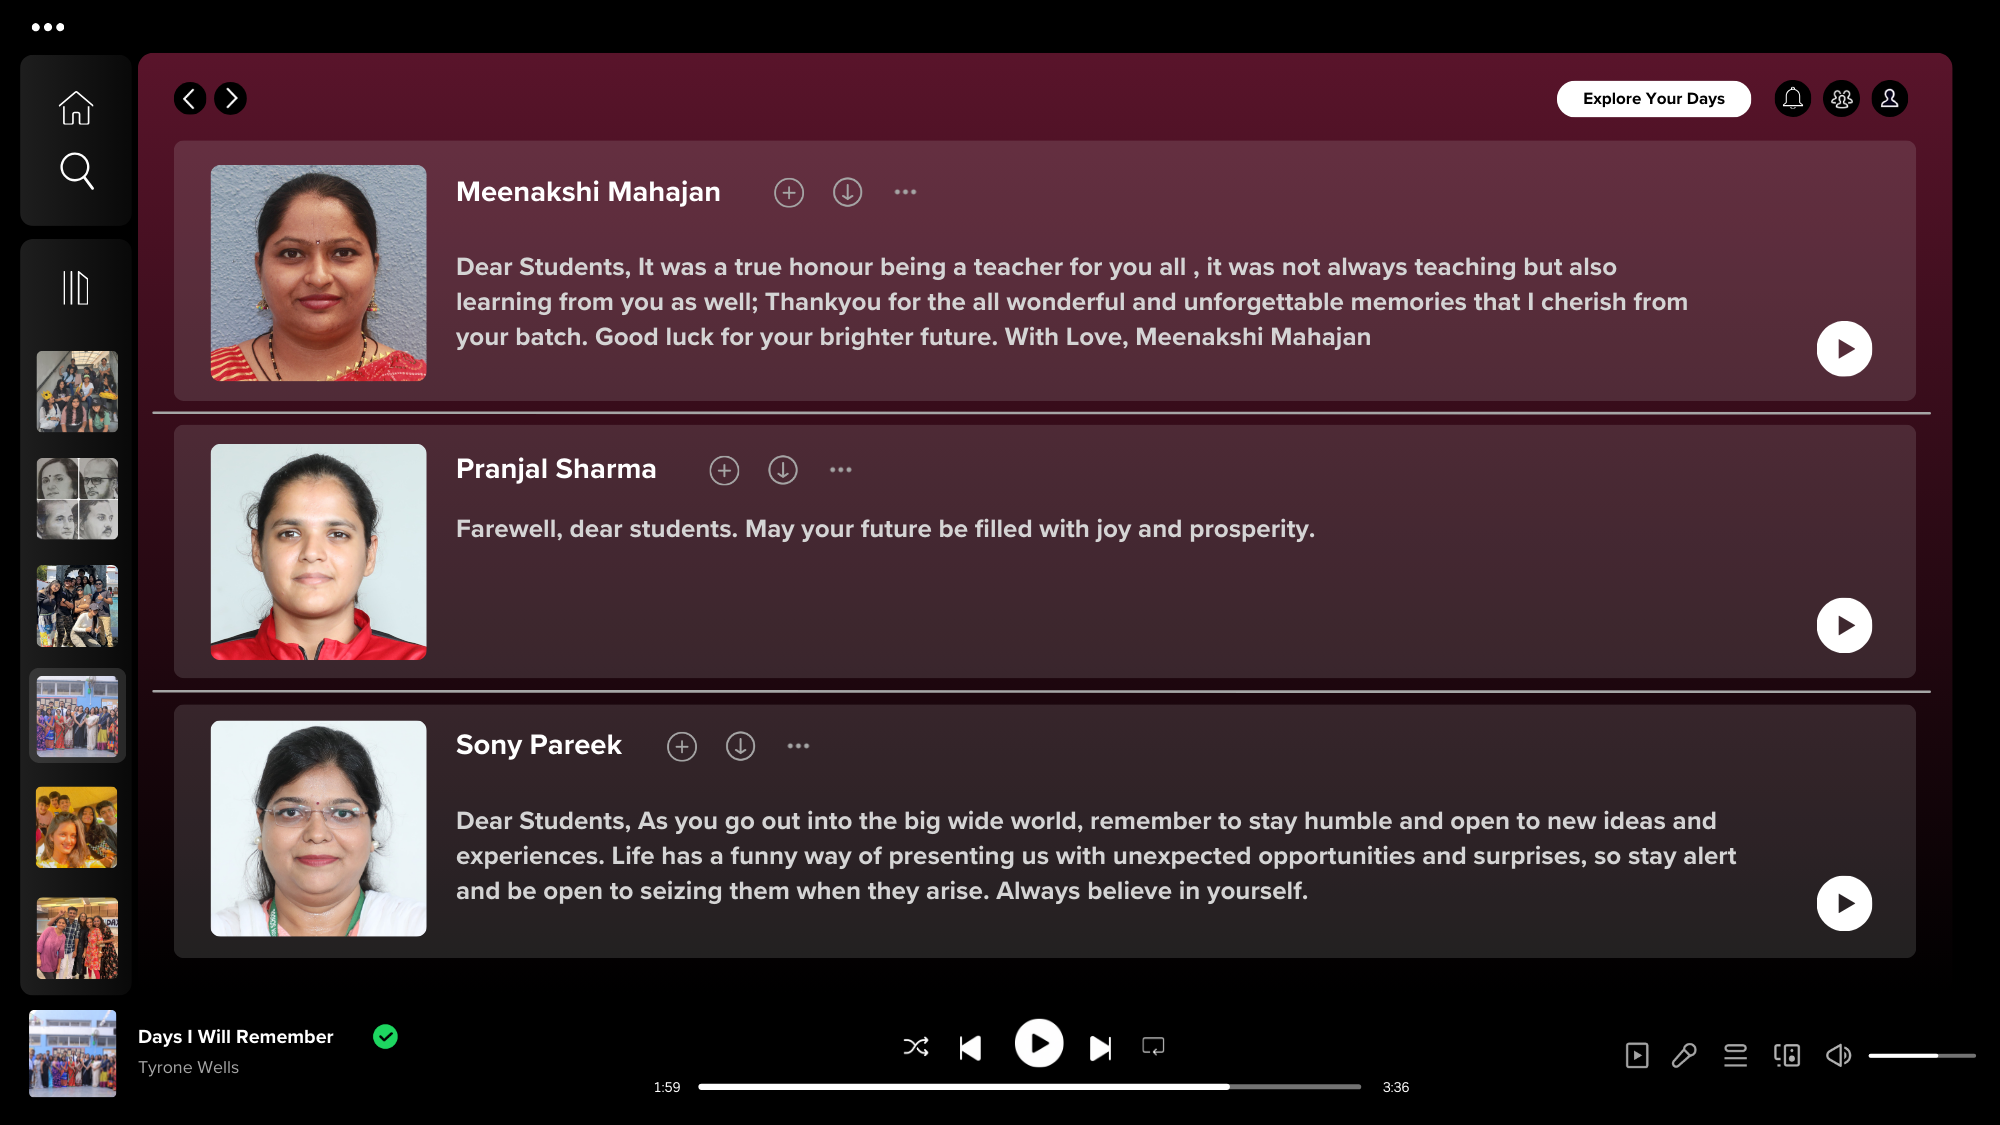 Explore Your Days
Meenakshi Mahajan
Dear Students, It was a true honour being a teacher for you all , it was not always teaching but also
learning from you as well; Thankyou for the all wonderful and unforgettable memories that I cherish from
your batch. Good luck for your brighter future. With Love, Meenakshi Mahajan
Pranjal Sharma
Farewell, dear students. May your future be filled with joy and prosperity.
Sony Pareek
Dear Students, As you go out into the big wide world, remember to stay humble and open to new ideas and
experiences. Life has a funny way of presenting us with unexpected opportunities and surprises, so stay alert
and be open to seizing them when they arise. Always believe in yourself.
Days I Will Remember
Tyrone Wells
1:59
3:36